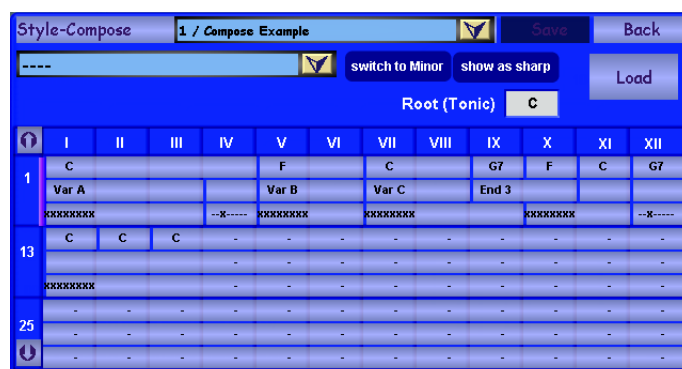 Style-Compose 1 / Compose Example Save Back
---- switch to Minor show as sharp Load
Root (Tonic) C
I II III IV V VI VII VIII IX X XI XII
1 C F C G7 F C G7
Var A Var B Var C End 3
xxxxxxxx --x----- xxxxxxxx xxxxxxxx xxxxxxxx --x-----
13 C C C - - - - - - - - -
- - - - - - - - -
xxxxxxxx - - - - - - - - -
25 - - - - - - - - - - - -
- - - - - - - - - - - -
- - - - - - - - - - - -